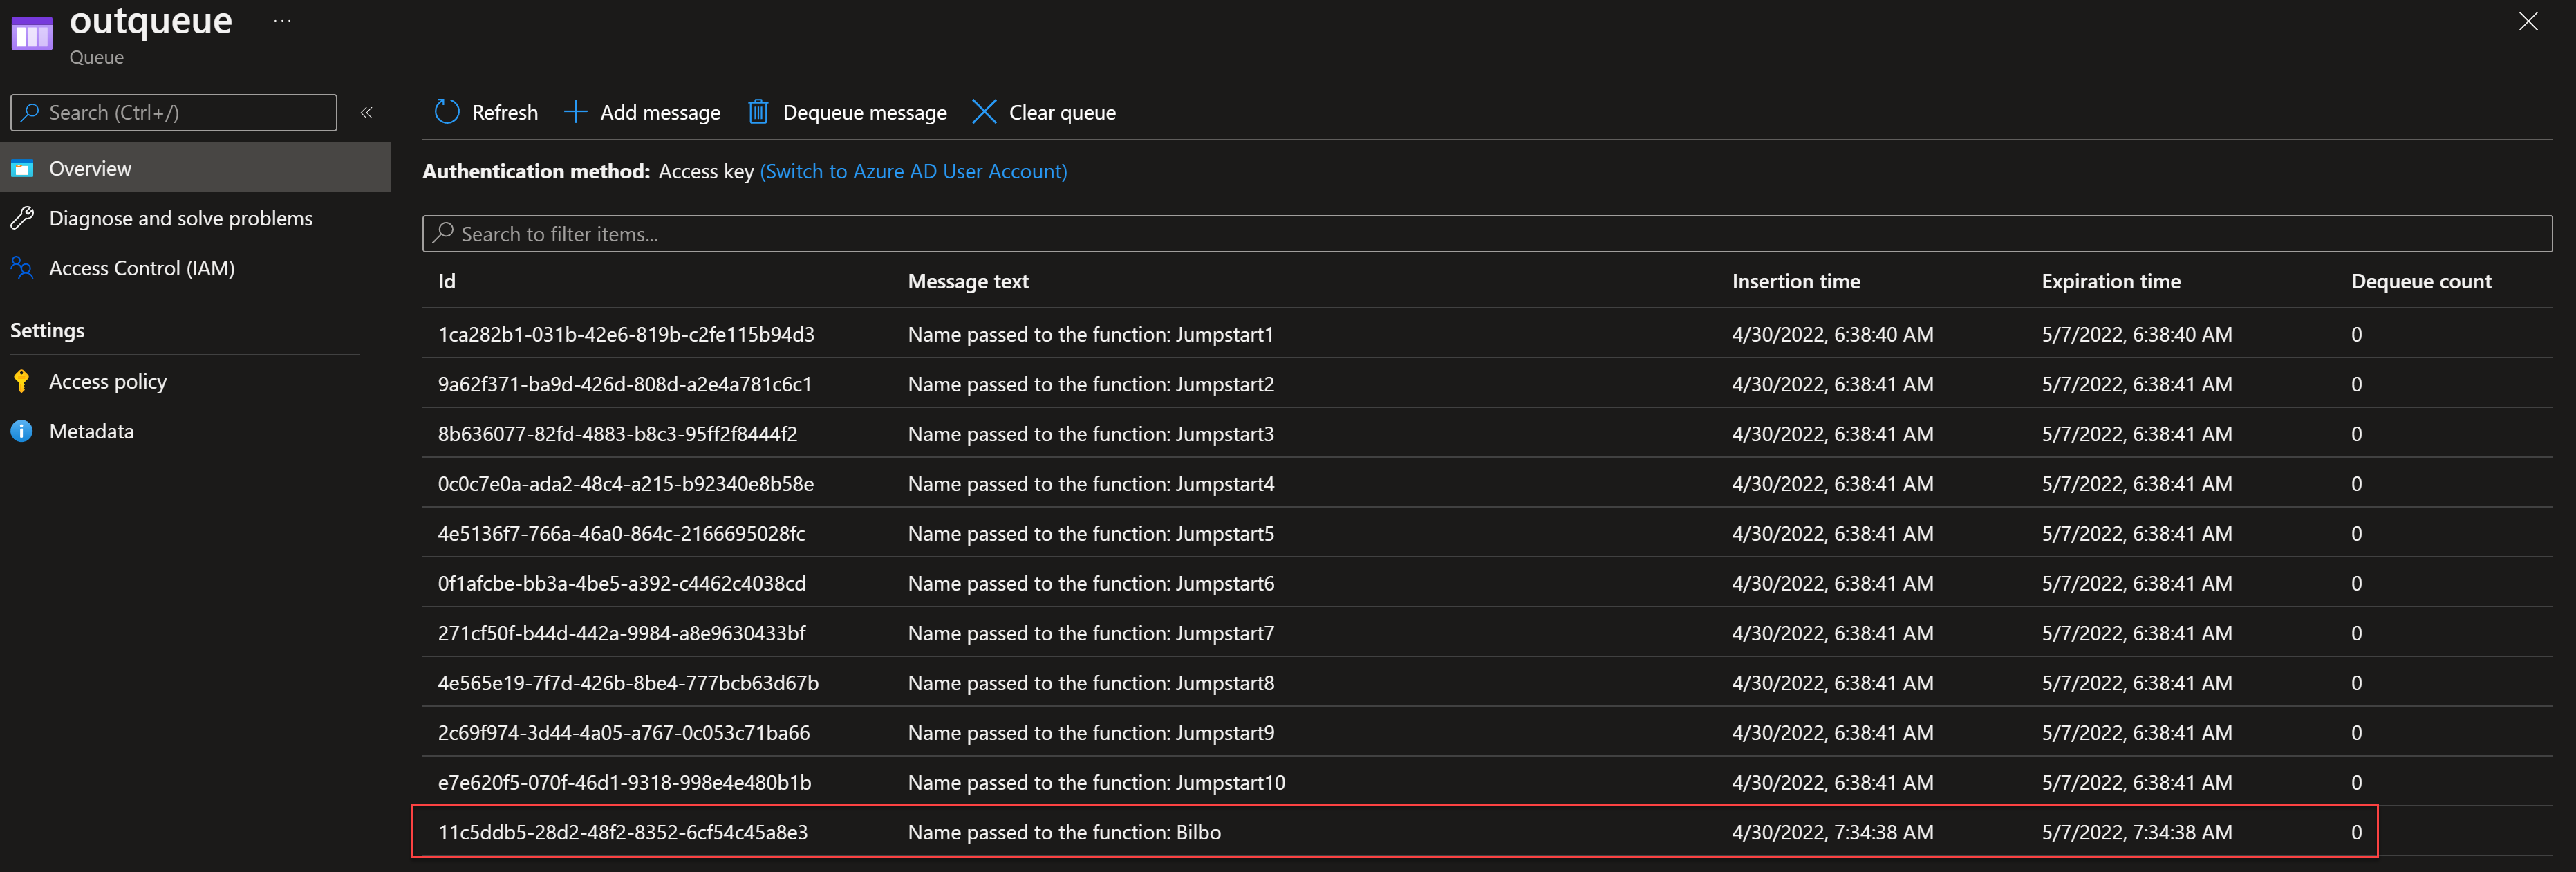 outqueue ...
Queue
Search (Ctrl+/) «
Overview
Diagnose and solve problems
Access Control (IAM)
Settings
Access policy
Metadata
Refresh Add message Dequeue message Clear queue
Authentication method: Access key (Switch to Azure AD User Account)
Search to filter items...
Id Message text Insertion time Expiration time Dequeue count
1ca282b1-031b-42e6-819b-c2fe115b94d3 Name passed to the function: Jumpstart1 4/30/2022, 6:38:40 AM 5/7/2022, 6:38:40 AM 0
9a62f371-ba9d-426d-808d-a2e4a781c6c1 Name passed to the function: Jumpstart2 4/30/2022, 6:38:41 AM 5/7/2022, 6:38:41 AM 0
8b636077-82fd-4883-b8c3-95ff2f8444f2 Name passed to the function: Jumpstart3 4/30/2022, 6:38:41 AM 5/7/2022, 6:38:41 AM 0
0c0c7e0a-ada2-48c4-a215-b92340e8b58e Name passed to the function: Jumpstart4 4/30/2022, 6:38:41 AM 5/7/2022, 6:38:41 AM 0
4e5136f7-766a-46a0-864c-2166695028fc Name passed to the function: Jumpstart5 4/30/2022, 6:38:41 AM 5/7/2022, 6:38:41 AM 0
0f1afcbe-bb3a-4be5-a392-c4462c4038cd Name passed to the function: Jumpstart6 4/30/2022, 6:38:41 AM 5/7/2022, 6:38:41 AM 0
271cf50f-b44d-442a-9984-a8e9630433bf Name passed to the function: Jumpstart7 4/30/2022, 6:38:41 AM 5/7/2022, 6:38:41 AM 0
4e565e19-7f7d-426b-8be4-777bcb63d67b Name passed to the function: Jumpstart8 4/30/2022, 6:38:41 AM 5/7/2022, 6:38:41 AM 0
2c69f974-3d44-4a05-a767-0c053c71ba66 Name passed to the function: Jumpstart9 4/30/2022, 6:38:41 AM 5/7/2022, 6:38:41 AM 0
e7e620f5-070f-46d1-9318-998e4e480b1b Name passed to the function: Jumpstart10 4/30/2022, 6:38:41 AM 5/7/2022, 6:38:41 AM 0
11c5ddb5-28d2-48f2-8352-6cf54c45a8e3 Name passed to the function: Bilbo 4/30/2022, 7:34:38 AM 5/7/2022, 7:34:38 AM 0